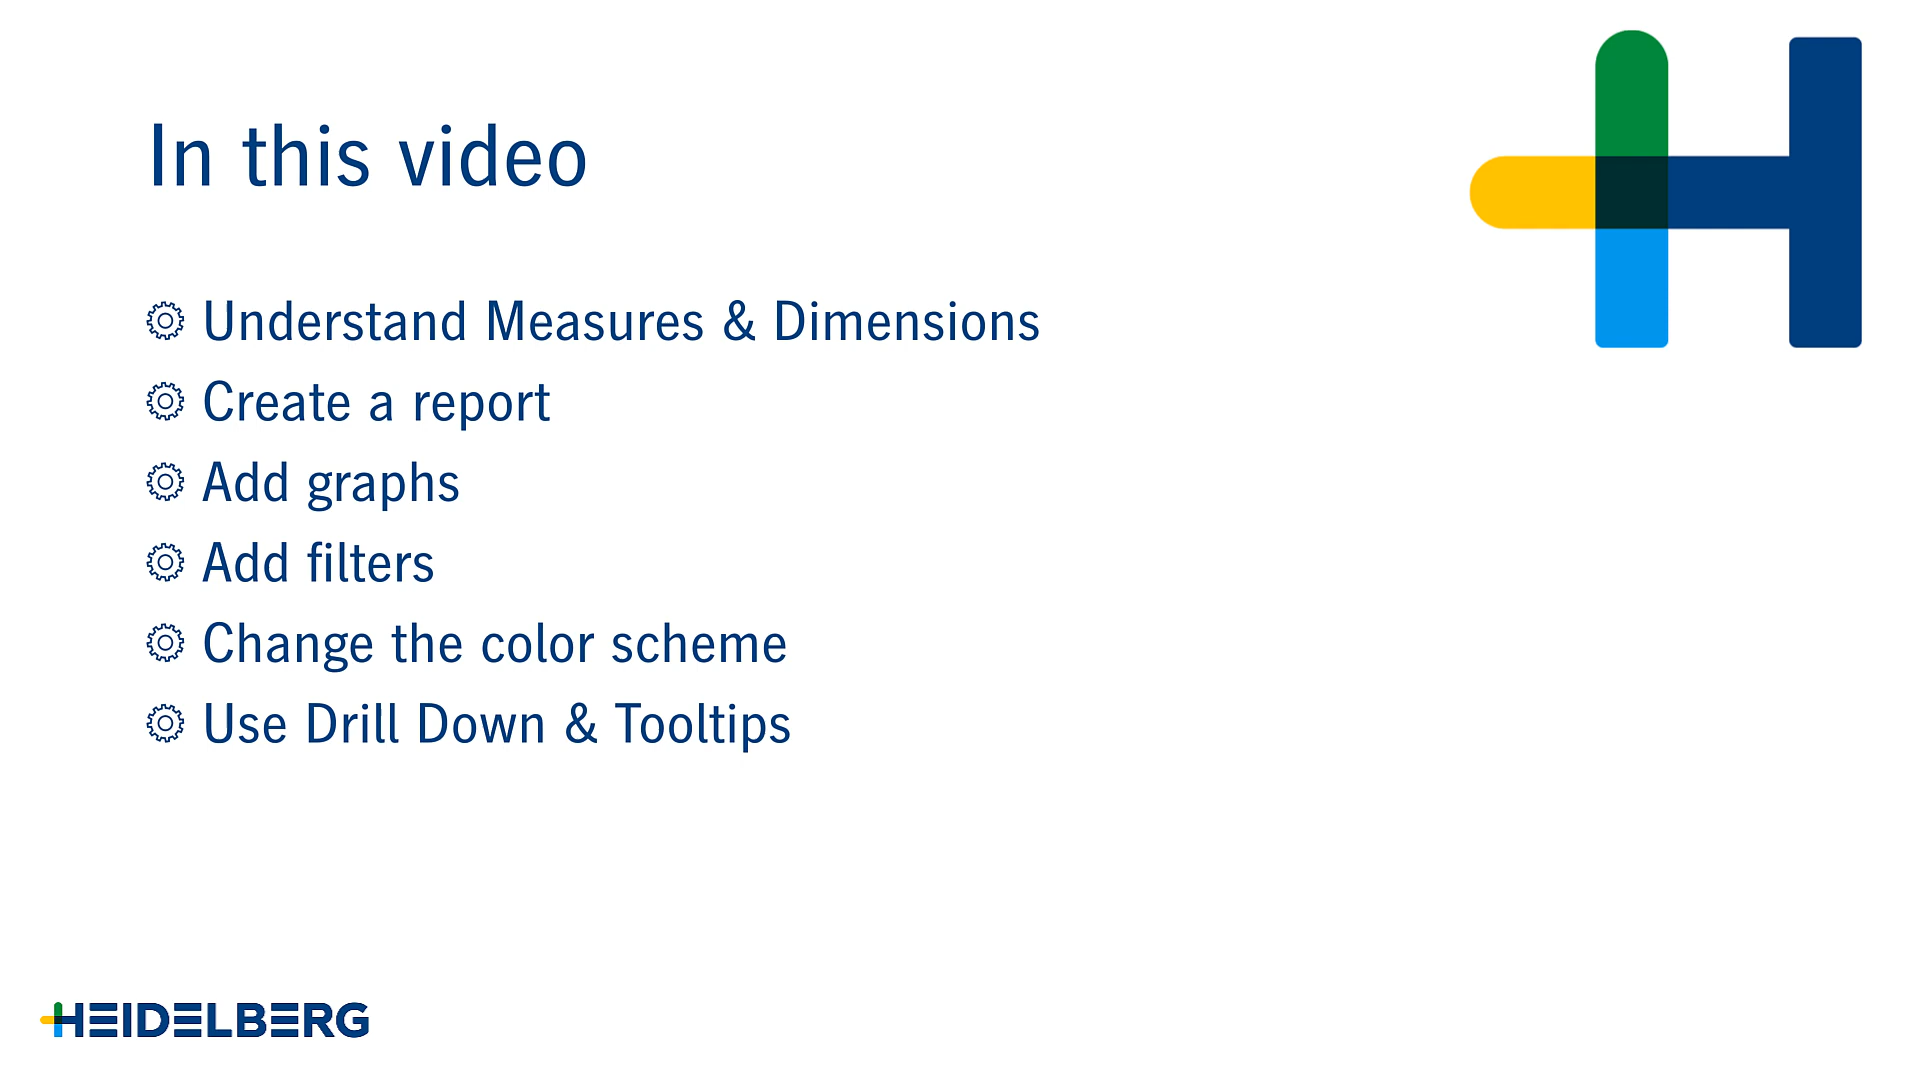 In this video
Understand Measures & Dimensions
Create a report
Add graphs
Add filters
Change the color scheme
Use Drill Down & Tooltips
HEIDELBERG